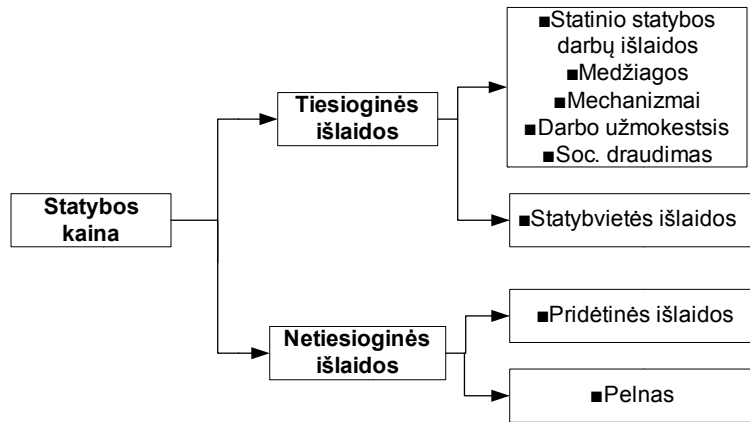 Statybos
kaina
Tiesioginės
išlaidos
■Statinio statybos
darbų išlaidos
■Medžiagos
■Mechanizmai
■Darbo užmokestsis
■Soc. draudimas
■Statybvietės išlaidos
Netiesioginės
išlaidos
■Pridėtinės išlaidos
■Pelnas